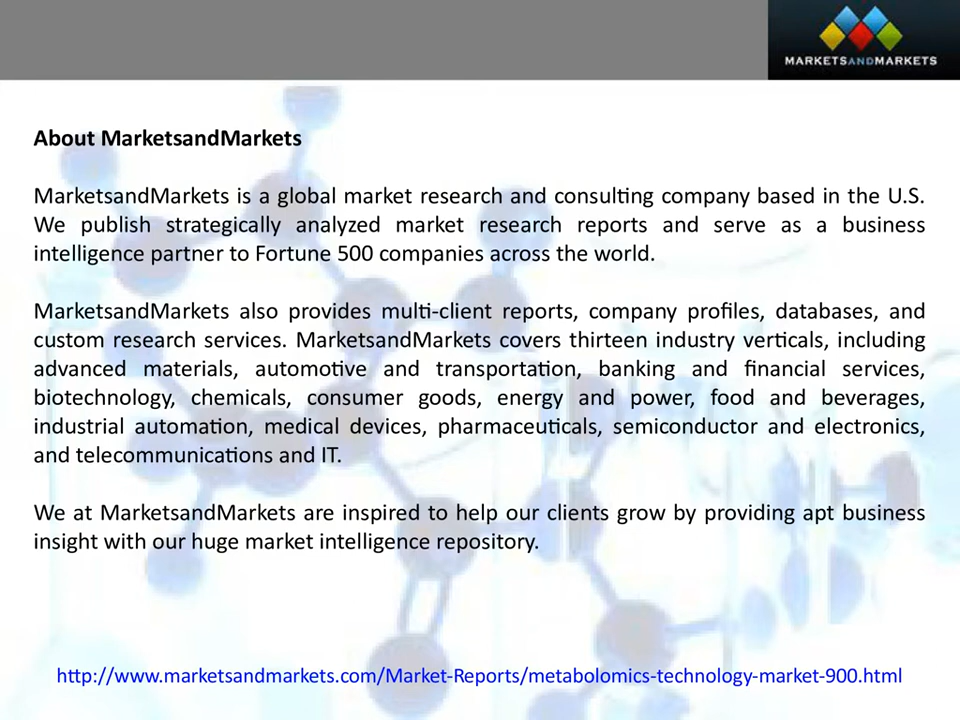 MARKETSANDMARKETS
About MarketsandMarkets
MarketsandMarkets is a global market research and consulting company based in the U.S.
We publish strategically analyzed market research reports and serve as a business
intelligence partner to Fortune 500 companies across the world.
MarketsandMarkets also provides multi-client reports, company profiles, databases, and
custom research services. MarketsandMarkets covers thirteen industry verticals, including
advanced materials, automotive and transportation, banking and financial services,
biotechnology, chemicals, consumer goods, energy and power, food and beverages,
industrial automation, medical devices, pharmaceuticals, semiconductor and electronics,
and telecommunications and IT.
We at MarketsandMarkets are inspired to help our clients grow by providing apt business
insight with our huge market intelligence repository.
http://www.marketsandmarkets.com/Market-Reports/metabolomics-technology-market-900.html